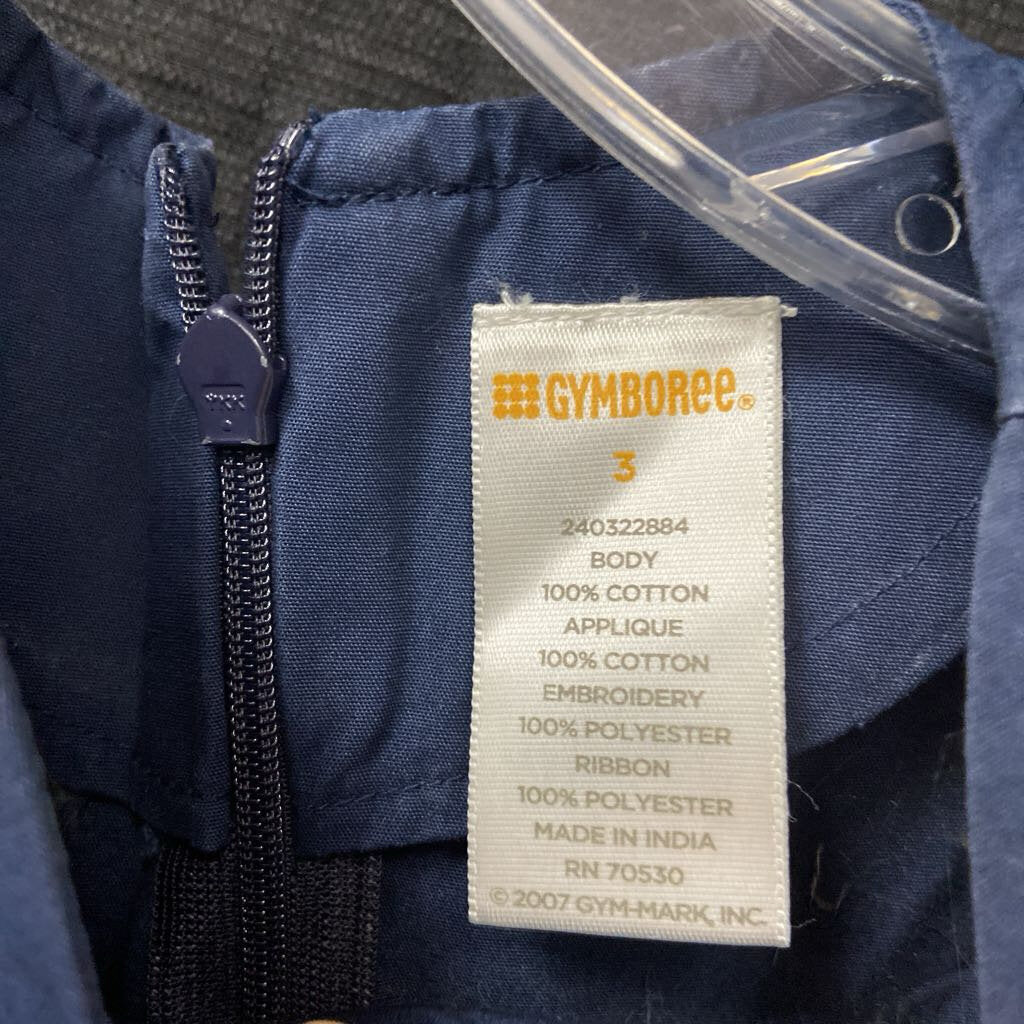 GYMBOREE®
3
240322884
BODY
100% COTTON
APPLIQUE
100% COTTON
EMBROIDERY
100% POLYESTER
RIBBON
100% POLYESTER
MADE IN INDIA
RN 70530
© 2007 GYM-MARK, INC.
YKK